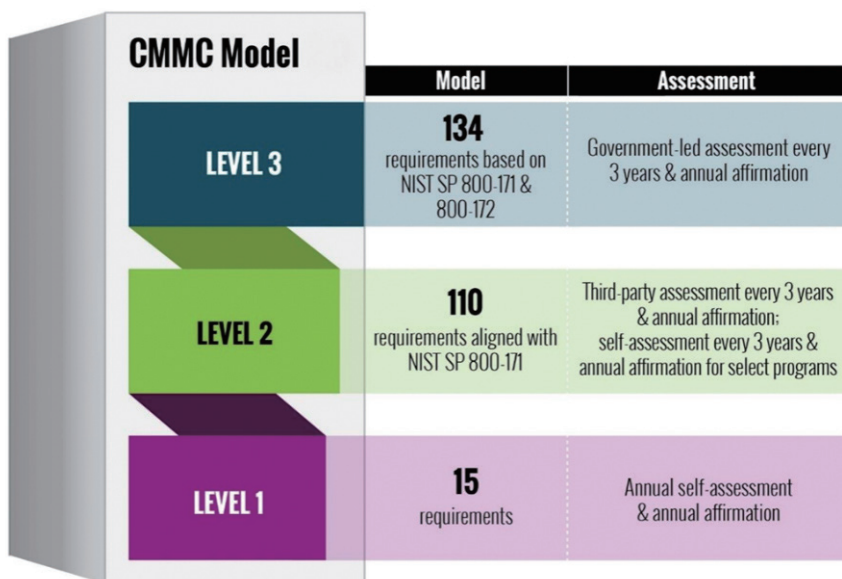 CMMC Model
Model
Assessment
LEVEL 3
134
requirements based on
NIST SP 800-171 &
800-172
Government-led assessment every
3 years & annual affirmation
LEVEL 2
110
requirements aligned with
NIST SP 800-171
Third-party assessment every 3 years
& annual affirmation;
self-assessment every 3 years &
annual affirmation for select programs
LEVEL 1
15
requirements
Annual self-assessment
& annual affirmation